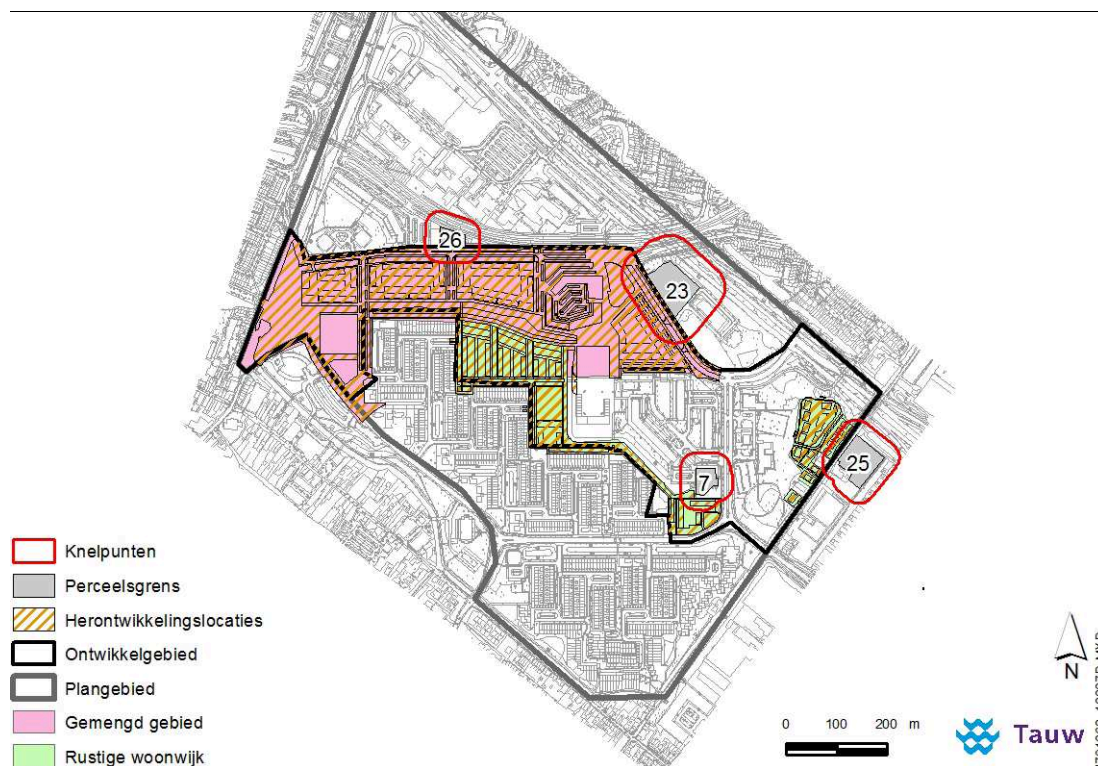 26
23
25
7
Knelpunten
Perceelsgrens
Herontwikkelingslocaties
Ontwikkelgebied
Plangebied
Gemengd gebied
Rustige woonwijk
0 100 200 m
N
Tauw